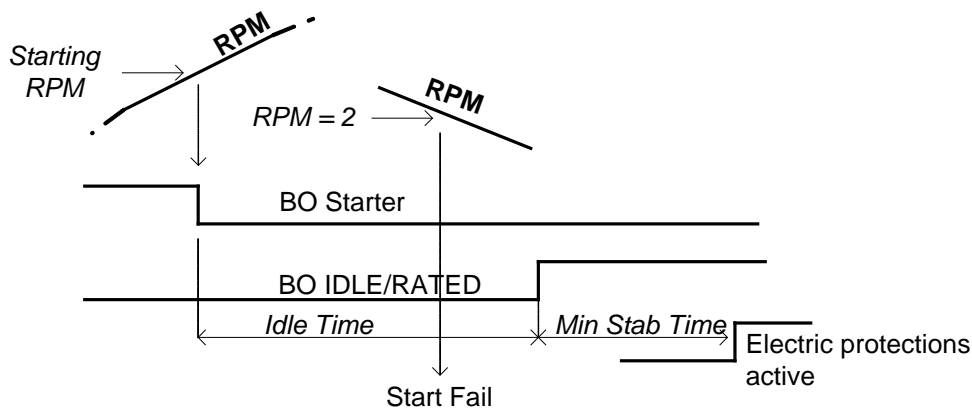 RPM
Starting
RPM
RPM
RPM = 2
BO Starter
BO IDLE/RATED
Idle Time
Min Stab Time
Electric protections
active
Start Fail